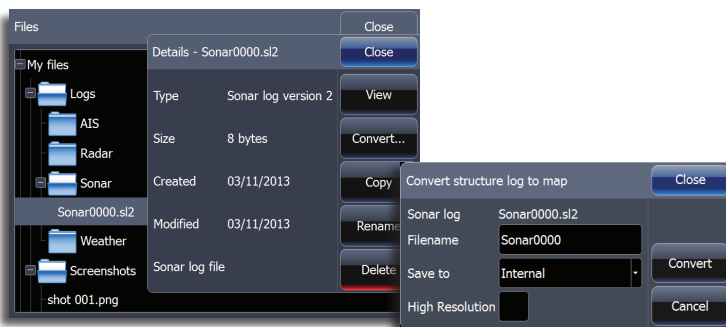 Files
Close
My files
Logs
AIS
Radar
Sonar
Sonar0000.sl2
Weather
Screenshots
shot 001.png
Details - Sonar0000.sl2
Close
Type Sonar log version 2
View
Size 8 bytes
Convert...
Created 03/11/2013
Copy
Modified 03/11/2013
Rename
Sonar log file
Delete
Convert structure log to map
Close
Sonar log Sonar0000.sl2
Filename Sonar0000
Save to Internal
Convert
High Resolution
Cancel